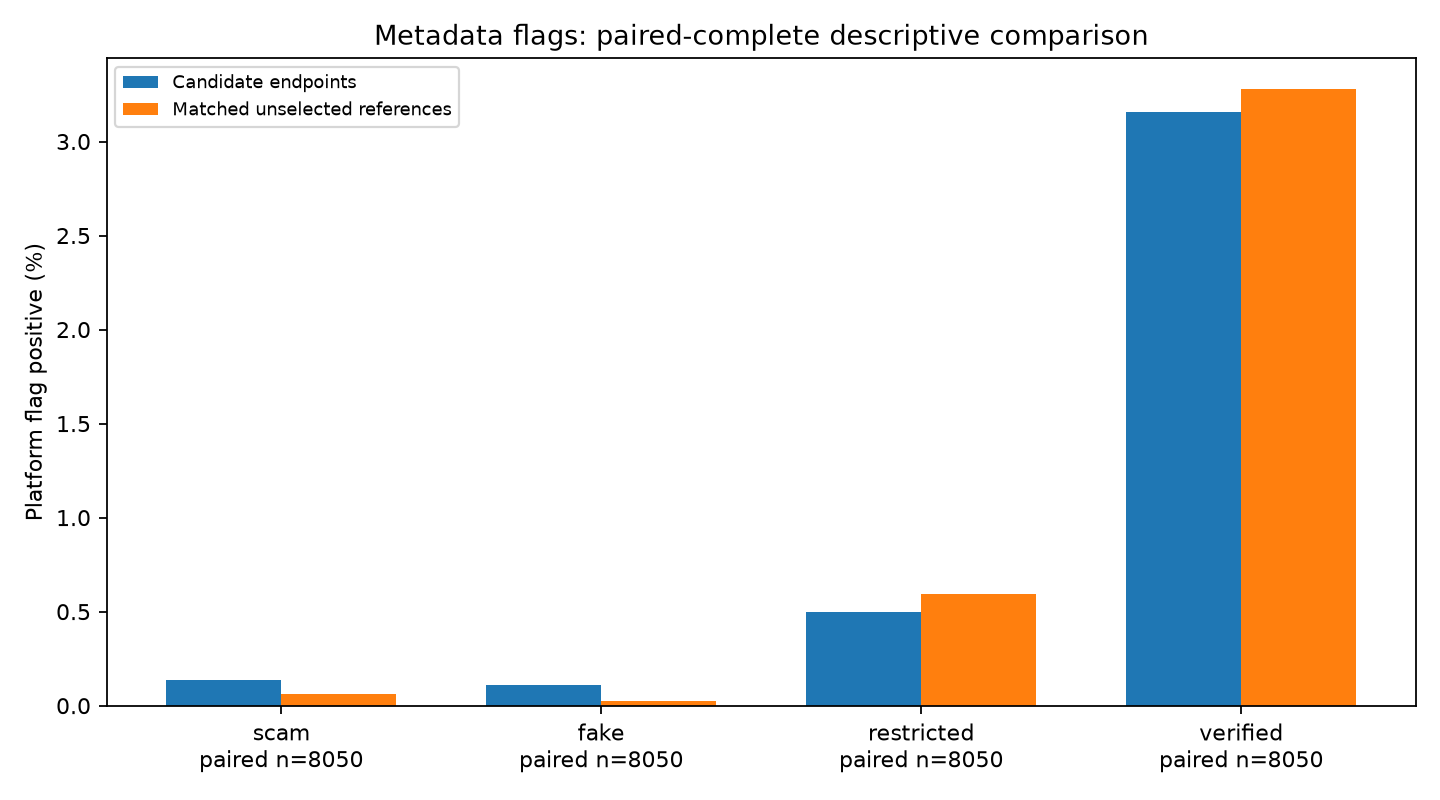 Metadata flags: paired-complete descriptive comparison
Candidate endpoints
Matched unselected references
Platform flag positive (%)
3.0
2.5
2.0
1.5
1.0
0.5
0.0
scam
paired n=8050
fake
paired n=8050
restricted
paired n=8050
verified
paired n=8050